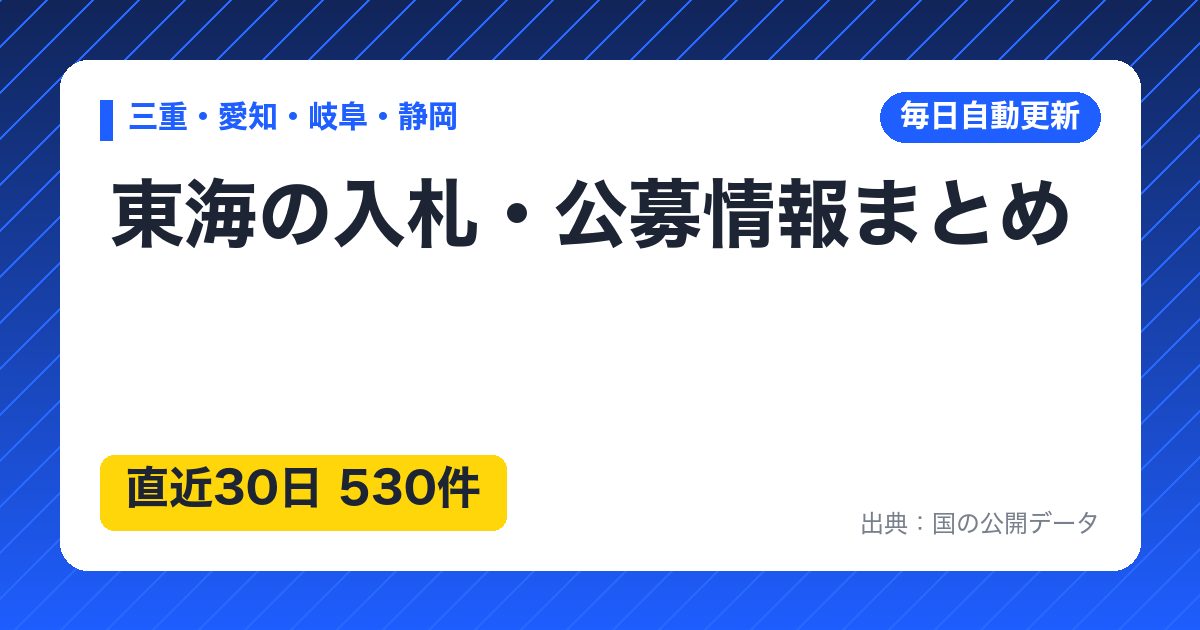 三重・愛知・岐阜・静岡
毎日自動更新
東海の入札・公募情報まとめ
直近30日 530件
出典：国の公開データ